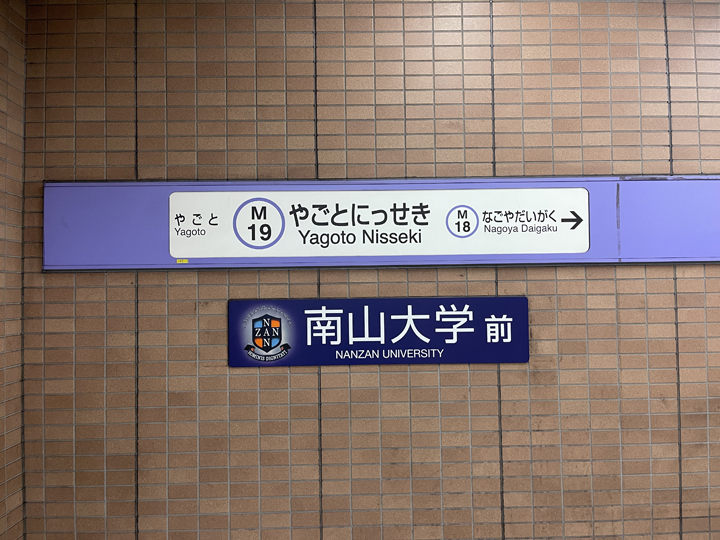 やごと
Yagoto
M
19
やごとにっせき
Yagoto Nisseki
M
18
なごやだいがく
Nagoya Daigaku
NANZAN
南山大学 前
NANZAN UNIVERSITY